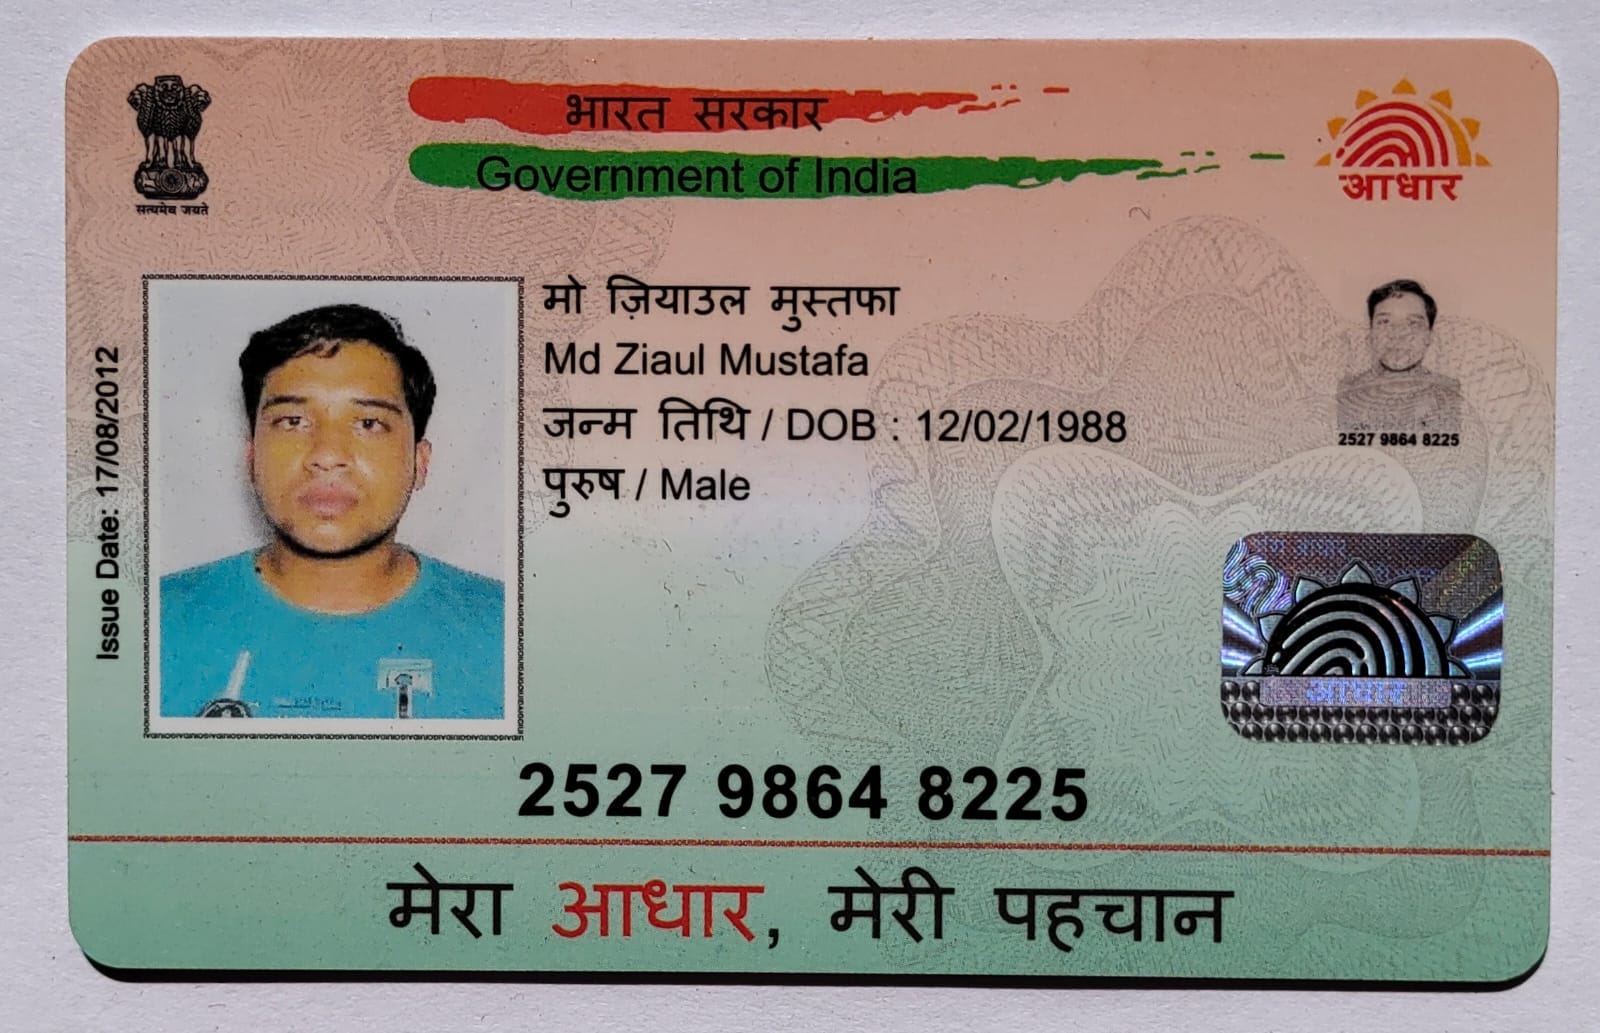 भारत सरकार
Government of India
सत्यमेव जयते
आधार
Issue Date: 17/08/2012
मो ज़ियाउल मुस्तफा
Md Ziaul Mustafa
जन्म तिथि / DOB : 12/02/1988
पुरुष / Male
2527 9864 8225
आधार
2527 9864 8225
मेरा आधार, मेरी पहचान